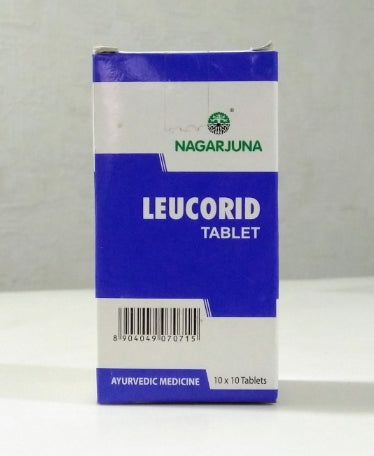 ®
NAGARJUNA
LEUCORID
TABLET
8 904049 070715
AYURVEDIC MEDICINE 10 x 10 Tablets